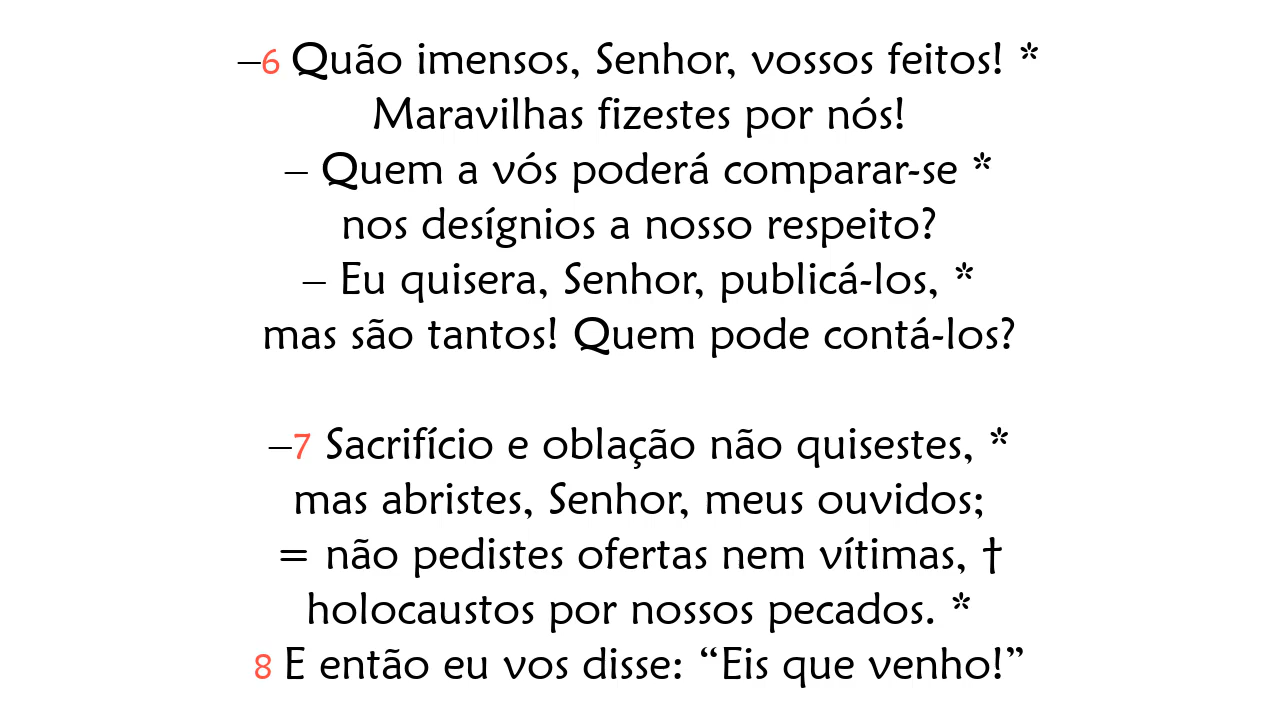 –6 Quão imensos, Senhor, vossos feitos! *
Maravilhas fizestes por nós!
– Quem a vós poderá comparar-se *
nos desígnios a nosso respeito?
– Eu quisera, Senhor, publicá-los, *
mas são tantos! Quem pode contá-los?
–7 Sacrifício e oblação não quisestes, *
mas abristes, Senhor, meus ouvidos;
= não pedistes ofertas nem vítimas, †
holocaustos por nossos pecados. *
8 E então eu vos disse: “Eis que venho!”